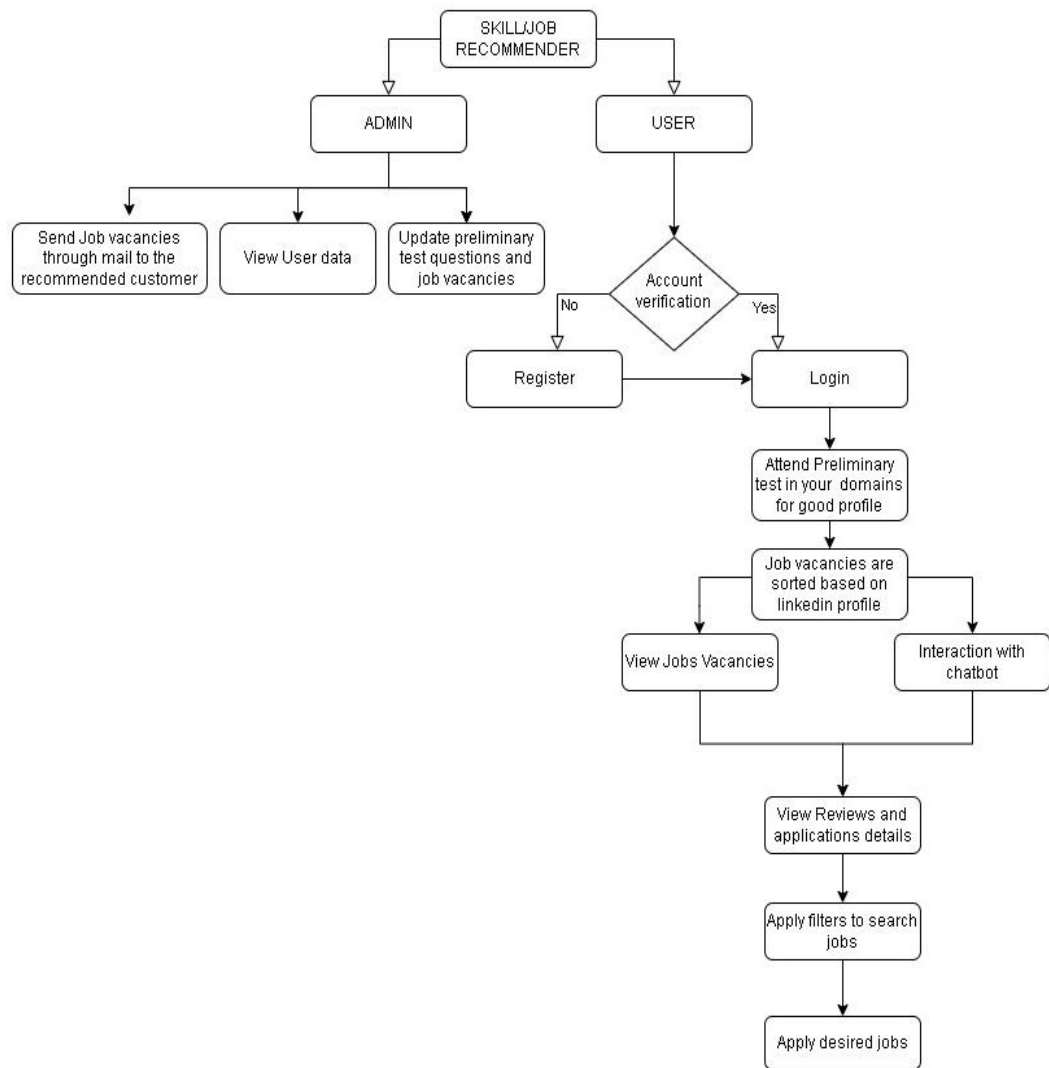 SKILL/JOB
RECOMMENDER
ADMIN
USER
Send Job vacancies
through mail to the
recommended customer
View User data
Update preliminary
test questions and
job vacancies
Account
verification
No
Yes
Register
Login
Attend Preliminary
test in your domains
for good profile
Job vacancies are
sorted based on
linkedin profile
View Jobs Vacancies
Interaction with
chatbot
View Reviews and
applications details
Apply filters to search
jobs
Apply desired jobs